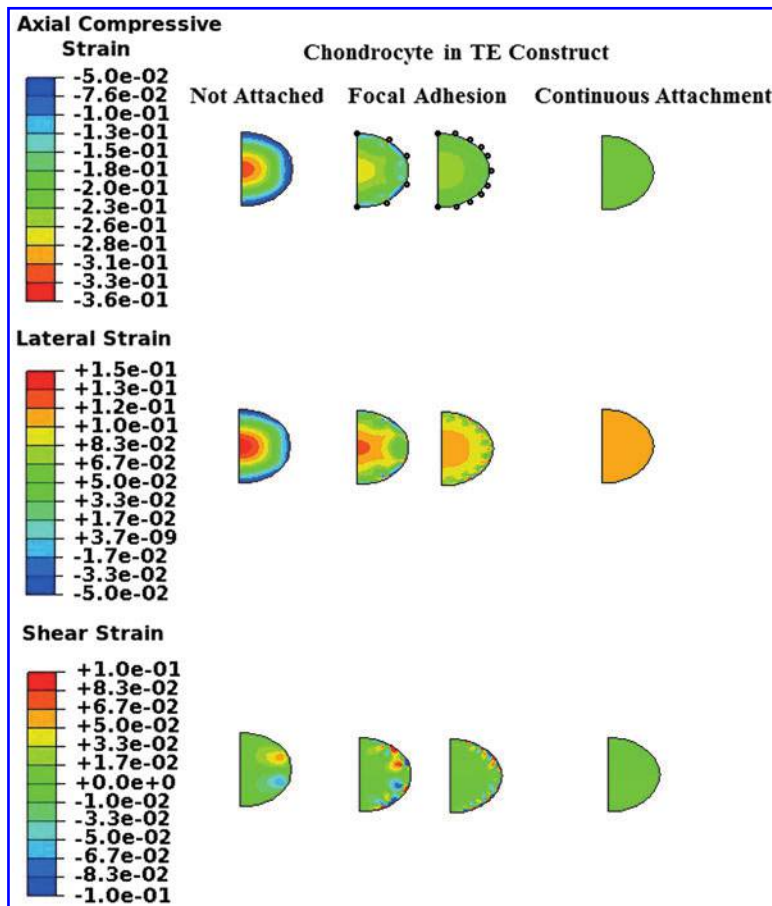 Axial Compressive
Strain
Chondrocyte in TE Construct
Not Attached Focal Adhesion Continuous Attachment
-5.0e-02
-7.6e-02
-1.0e-01
-1.3e-01
-1.5e-01
-1.8e-01
-2.0e-01
-2.3e-01
-2.6e-01
-2.8e-01
-3.1e-01
-3.3e-01
-3.6e-01
Lateral Strain
+1.5e-01
+1.3e-01
+1.2e-01
+1.0e-01
+8.3e-02
+6.7e-02
+5.0e-02
+3.3e-02
+1.7e-02
+3.7e-09
-1.7e-02
-3.3e-02
-5.0e-02
Shear Strain
+1.0e-01
+8.3e-02
+6.7e-02
+5.0e-02
+3.3e-02
+1.7e-02
+0.0e+0
-1.0e-02
-3.3e-02
-5.0e-02
-6.7e-02
-8.3e-02
-1.0e-01